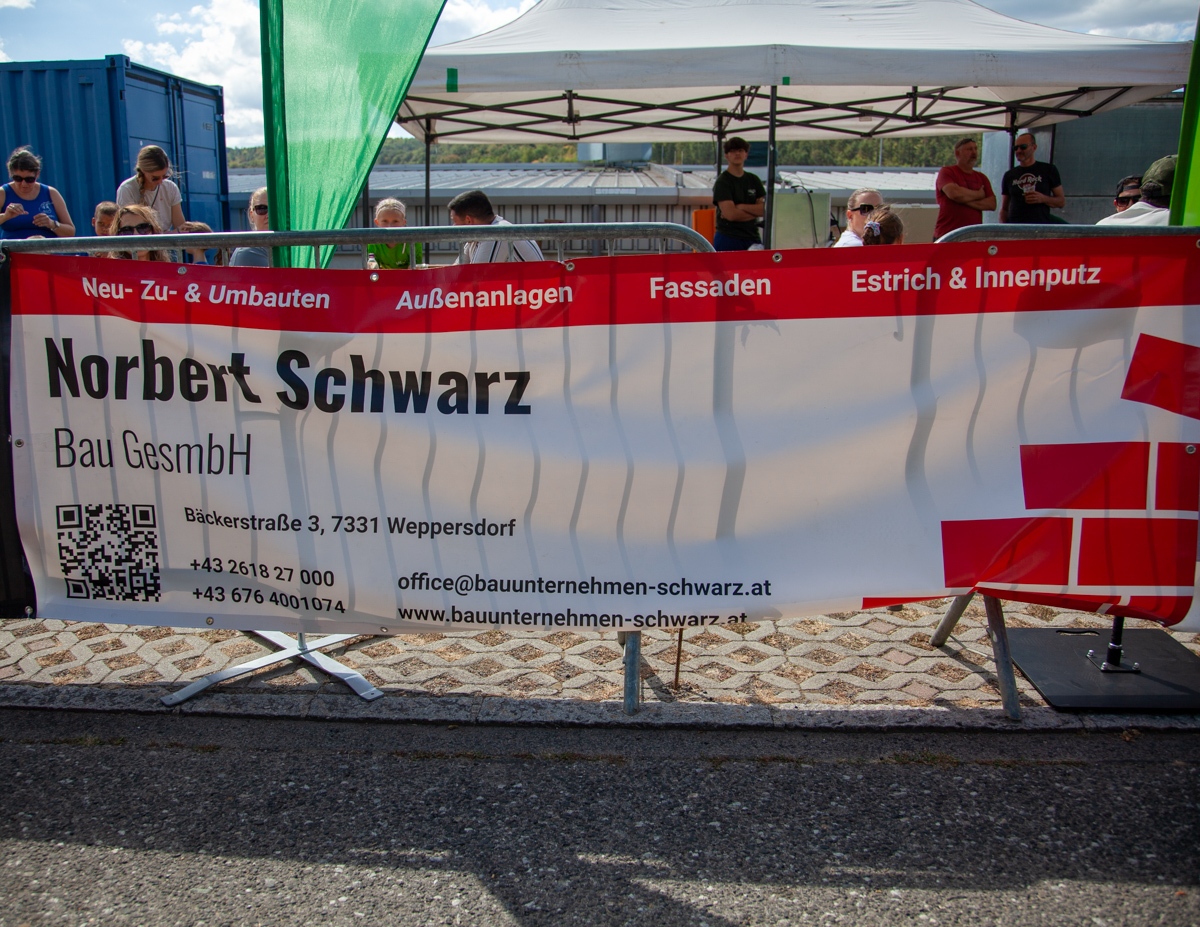 Neu- Zu- & Umbauten Außenanlagen Fassaden Estrich & Innenputz
Norbert Schwarz
Bau GesmbH
Bäckerstraße 3, 7331 Weppersdorf
+43 2618 27 000
+43 676 4001074
office@bauunternehmen-schwarz.at
www.bauunternehmen-schwarz.at